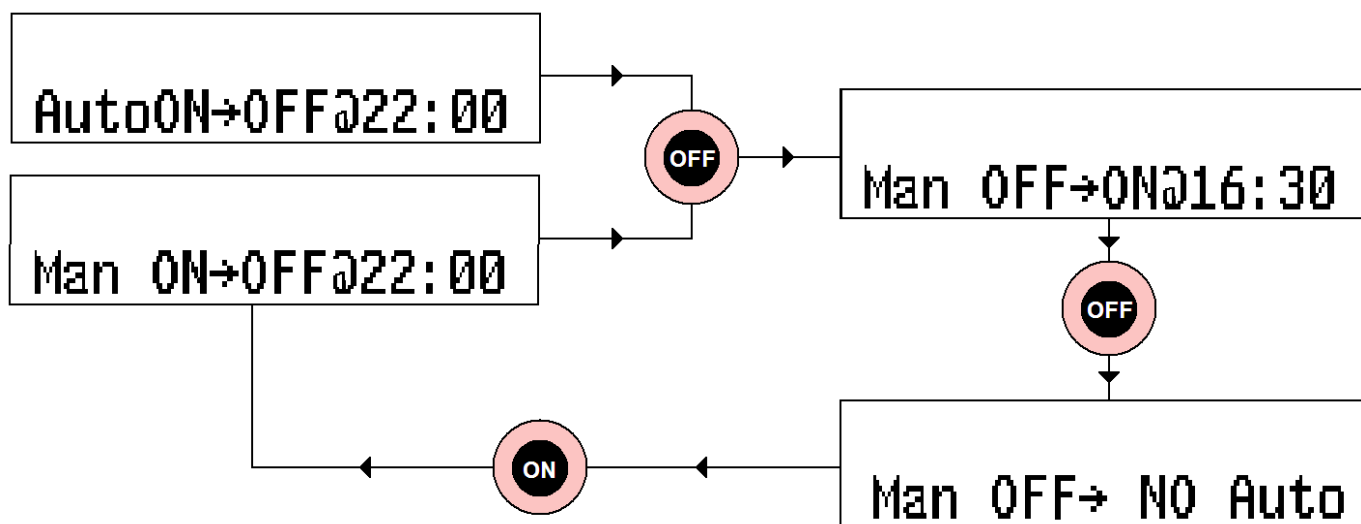 AutoON→OFF@22:00
OFF
Man OFF→ON@16:30
Man ON→OFF@22:00
OFF
ON
Man OFF→ NO Auto